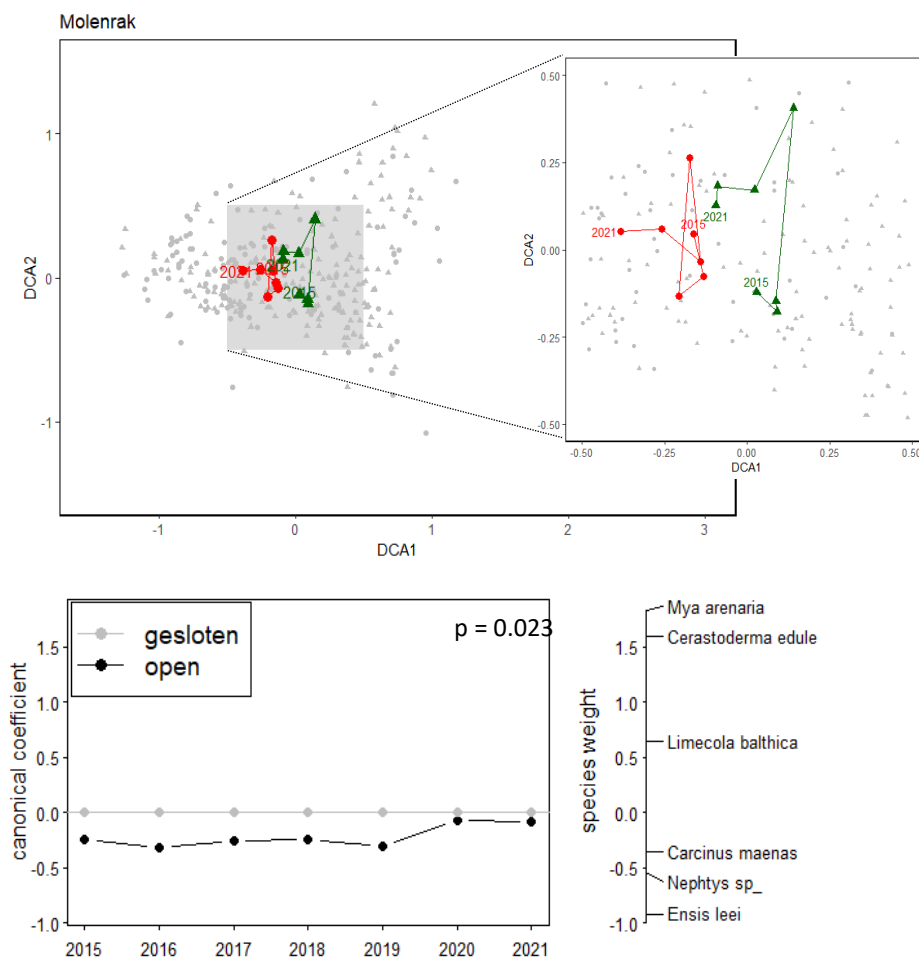 Molenrak
DCA2
1
0
-1
-1
0
1
2
3
DCA1
2021
2015
2021
2015
DCA2
0.50
0.25
0.00
-0.25
-0.50
-0.50
-0.25
0.00
0.25
0.50
DCA1
2015
2021
2021
2015
canonical coefficient
1.5
1.0
0.5
0.0
-0.5
-1.0
gesloten
open
p = 0.023
2015 2016 2017 2018 2019 2020 2021
species weight
1.5
1.0
0.5
0.0
-0.5
-1.0
Mya arenaria
Cerastoderma edule
Limecola balthica
Carcinus maenas
Nephtys sp_
Ensis leei